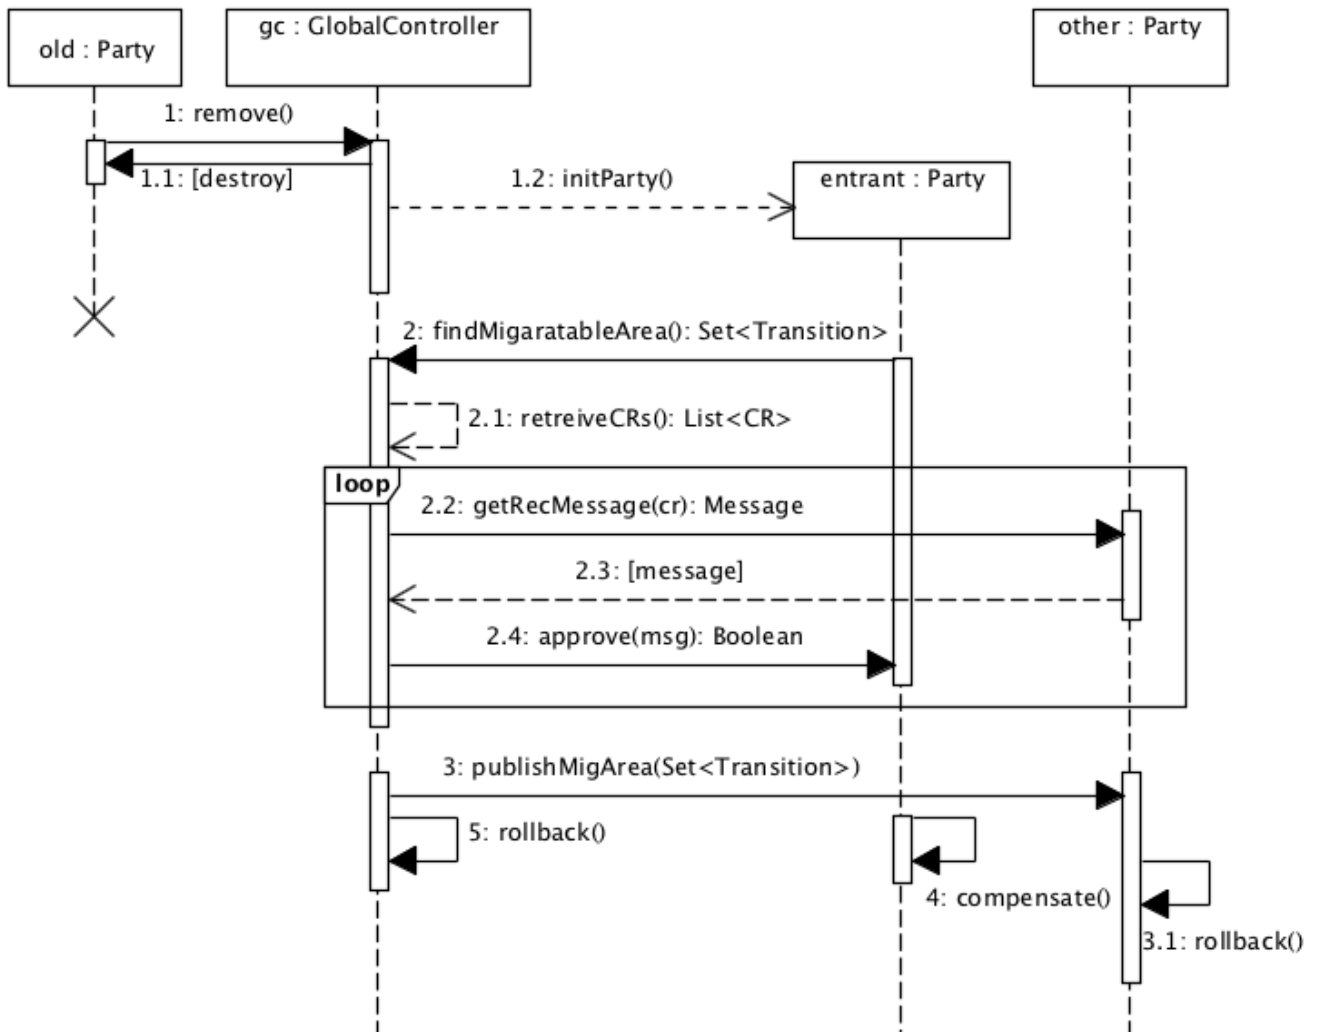 old : Party
gc : GlobalController
other : Party
1: remove()
1.1: [destroy]
1.2: initParty()
entrant : Party
2: findMigaratableArea(): Set<Transition>
2.1: retreiveCRs(): List<CR>
loop
2.2: getRecMessage(cr): Message
2.3: [message]
2.4: approve(msg): Boolean
3: publishMigArea(Set<Transition>)
5: rollback()
4: compensate()
3.1: rollback()